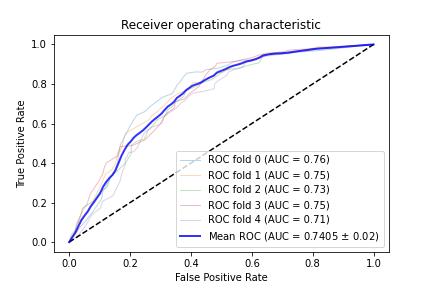 Receiver operating characteristic
True Positive Rate
1.0
0.8
0.6
0.4
0.2
0.0
ROC fold 0 (AUC = 0.76)
ROC fold 1 (AUC = 0.75)
ROC fold 2 (AUC = 0.73)
ROC fold 3 (AUC = 0.75)
ROC fold 4 (AUC = 0.71)
Mean ROC (AUC = 0.7405 ± 0.02)
0.0 0.2 0.4 0.6 0.8 1.0
False Positive Rate